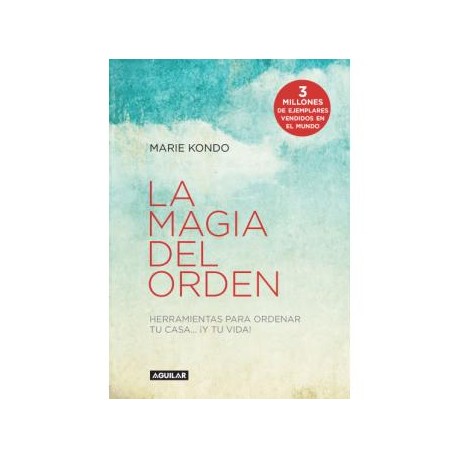 3
MILLONES
DE EJEMPLARES
VENDIDOS EN
EL MUNDO
MARIE KONDO
LA
MAGIA
DEL
ORDEN
HERRAMIENTAS PARA ORDENAR
TU CASA... ¡Y TU VIDA!
AGUILAR